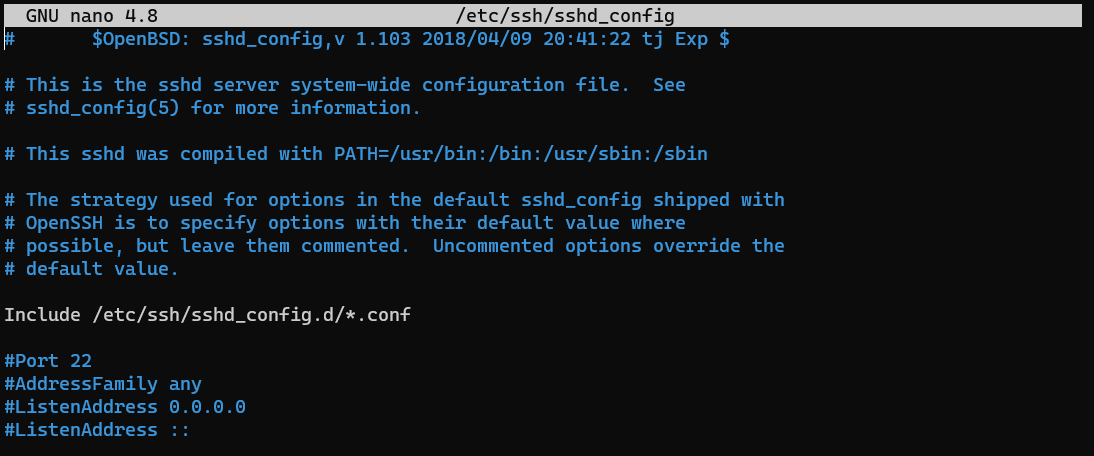 GNU nano 4.8 /etc/ssh/sshd_config
# $OpenBSD: sshd_config,v 1.103 2018/04/09 20:41:22 tj Exp $
# This is the sshd server system-wide configuration file.  See
# sshd_config(5) for more information.
# This sshd was compiled with PATH=/usr/bin:/bin:/usr/sbin:/sbin
# The strategy used for options in the default sshd_config shipped with
# OpenSSH is to specify options with their default value where
# possible, but leave them commented.  Uncommented options override the
# default value.
Include /etc/ssh/sshd_config.d/*.conf
#Port 22
#AddressFamily any
#ListenAddress 0.0.0.0
#ListenAddress ::